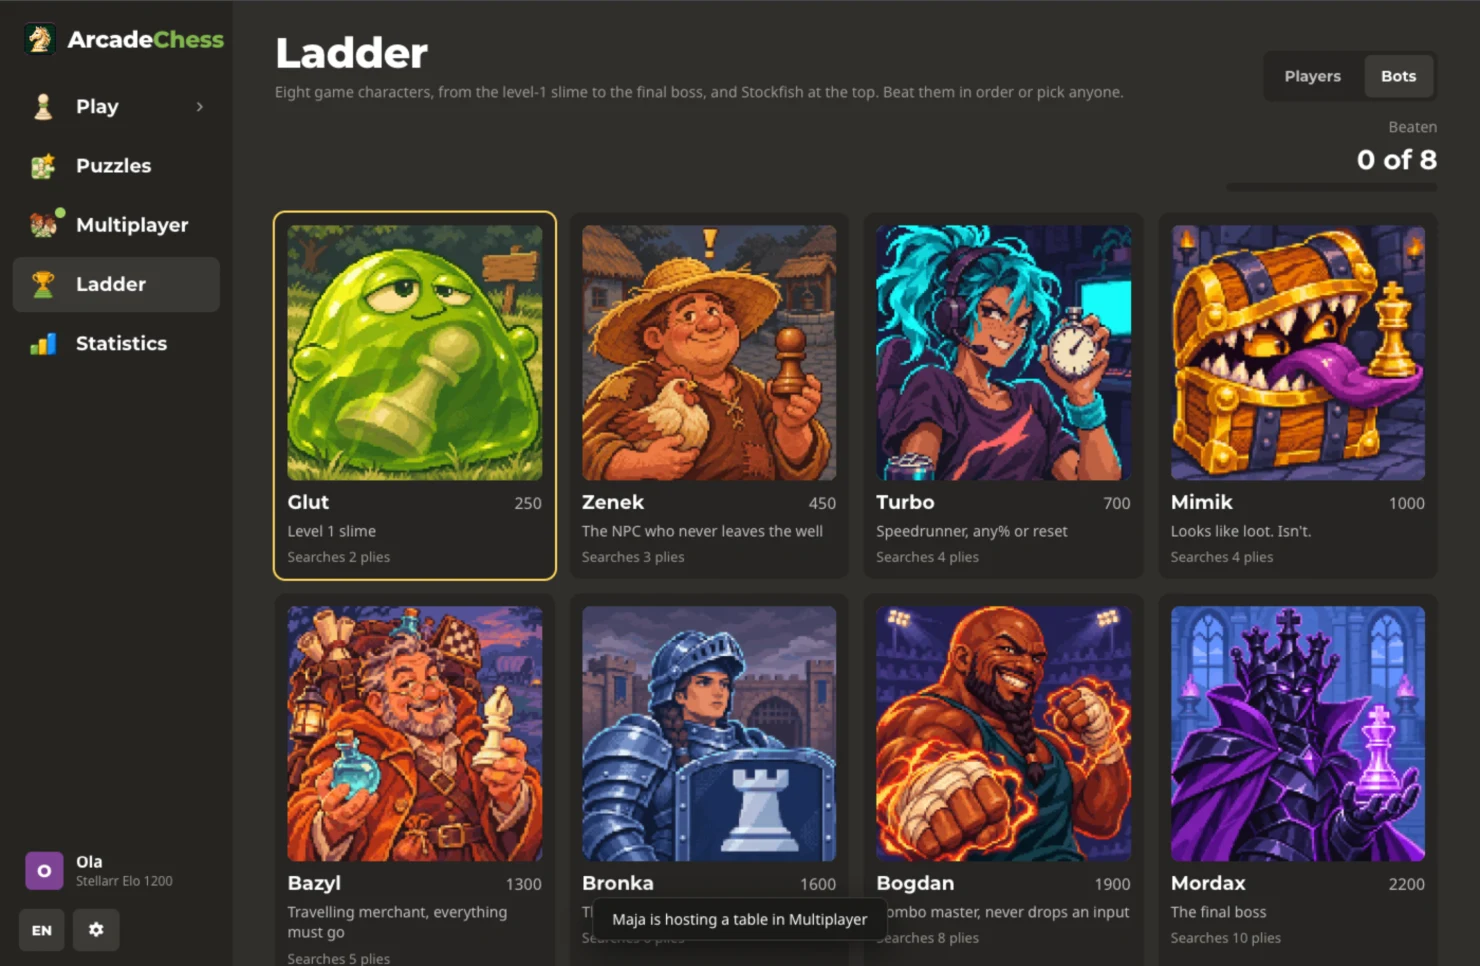 ArcadeChess
Play
Puzzles
Multiplayer
Ladder
Statistics
Ola
Stellarr Elo 1200
EN
Ladder
Eight game characters, from the level-1 slime to the final boss, and Stockfish at the top. Beat them in order or pick anyone.
Players
Bots
Beaten
0 of 8
Glut 250
Level 1 slime
Searches 2 plies
Zenek 450
The NPC who never leaves the well
Searches 3 plies
Turbo 700
Speedrunner, any% or reset
Searches 4 plies
Mimik 1000
Looks like loot. Isn't.
Searches 4 plies
Bazyl 1300
Travelling merchant, everything
must go
Searches 5 plies
Bronka 1600
Maja is hosting a table in Multiplayer
Bogdan 1900
master, never drops an input
Searches 8 plies
Mordax 2200
The final boss
Searches 10 plies